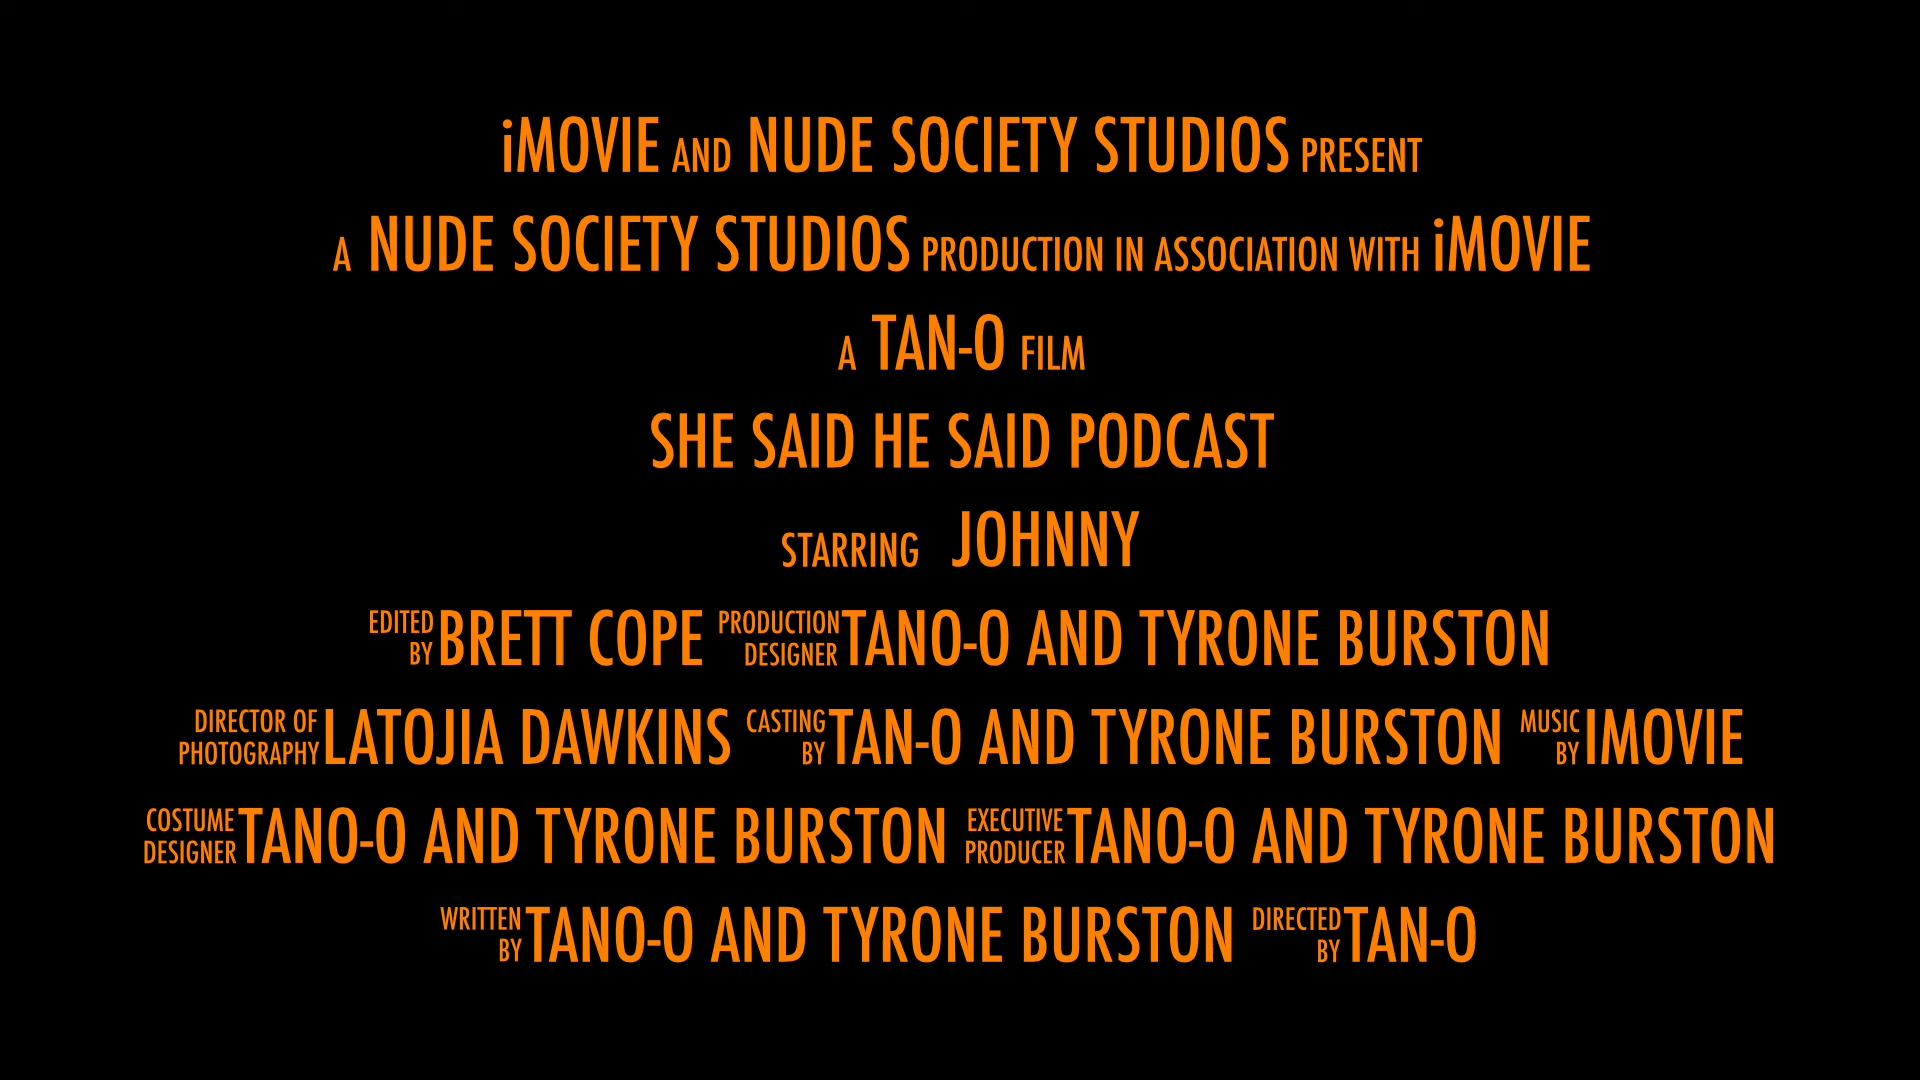 iMOVIE AND NUDE SOCIETY STUDIOS PRESENT
A NUDE SOCIETY STUDIOS PRODUCTION IN ASSOCIATION WITH iMOVIE
A TAN-O FILM
SHE SAID HE SAID PODCAST
STARRING JOHNNY
EDITED BY BRETT COPE PRODUCTION DESIGNER TANO-O AND TYRONE BURSTON
DIRECTOR OF PHOTOGRAPHY LATOJIA DAWKINS CASTING BY TAN-O AND TYRONE BURSTON MUSIC BY IMOVIE
COSTUME DESIGNER TANO-O AND TYRONE BURSTON EXECUTIVE PRODUCER TANO-O AND TYRONE BURSTON
WRITTEN BY TANO-O AND TYRONE BURSTON DIRECTED BY TAN-O